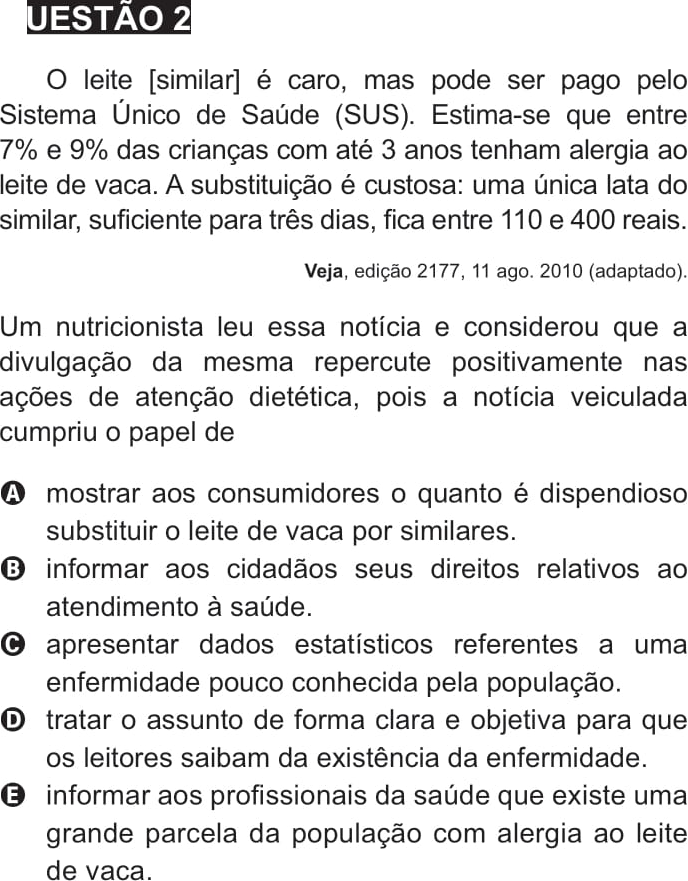 UESTÃO 2
O leite [similar] é caro, mas pode ser pago pelo
Sistema Único de Saúde (SUS). Estima-se que entre
7% e 9% das crianças com até 3 anos tenham alergia ao
leite de vaca. A substituição é custosa: uma única lata do
similar, suficiente para três dias, fica entre 110 e 400 reais.
Veja, edição 2177, 11 ago. 2010 (adaptado).
Um nutricionista leu essa notícia e considerou que a
divulgação da mesma repercute positivamente nas
ações de atenção dietética, pois a notícia veiculada
cumpriu o papel de
A mostrar aos consumidores o quanto é dispendioso
substituir o leite de vaca por similares.
B informar aos cidadãos seus direitos relativos ao
atendimento à saúde.
C apresentar dados estatísticos referentes a uma
enfermidade pouco conhecida pela população.
D tratar o assunto de forma clara e objetiva para que
os leitores saibam da existência da enfermidade.
E informar aos profissionais da saúde que existe uma
grande parcela da população com alergia ao leite
de vaca.